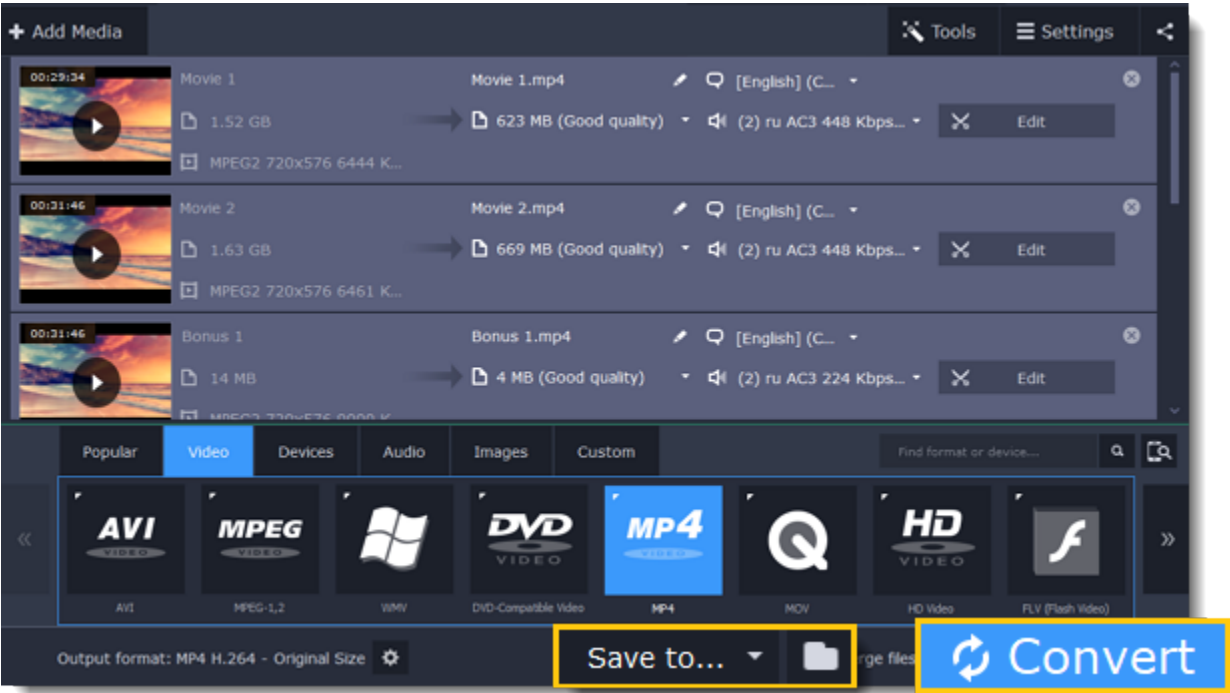 Add Media
Tools
Settings
00:29:34
Movie 1
Movie 1.mp4
[English] (C...
1.52 GB
623 MB (Good quality)
(2) ru AC3 448 Kbps...
Edit
MPEG2 720x576 6444 K...
00:31:46
Movie 2
Movie 2.mp4
[English] (C...
1.63 GB
669 MB (Good quality)
(2) ru AC3 448 Kbps...
Edit
MPEG2 720x576 6461 K...
00:31:46
Bonus 1
Bonus 1.mp4
[English] (C...
14 MB
4 MB (Good quality)
(2) ru AC3 224 Kbps...
Edit
MPEG2 720x576 9000 K
Popular
Video
Devices
Audio
Images
Custom
Find format or device....
AVI
VIDEO
MPEG
VIDEO
DVD
VIDEO
MP4
VIDEO
HD
VIDEO
AVI
MPEG-1,2
WMV
DVD-Compatible Video
MP4
MOV
HD Video
FLV (Flash Video)
Output format: MP4 H.264 - Original Size
Save to...
rge files
Convert